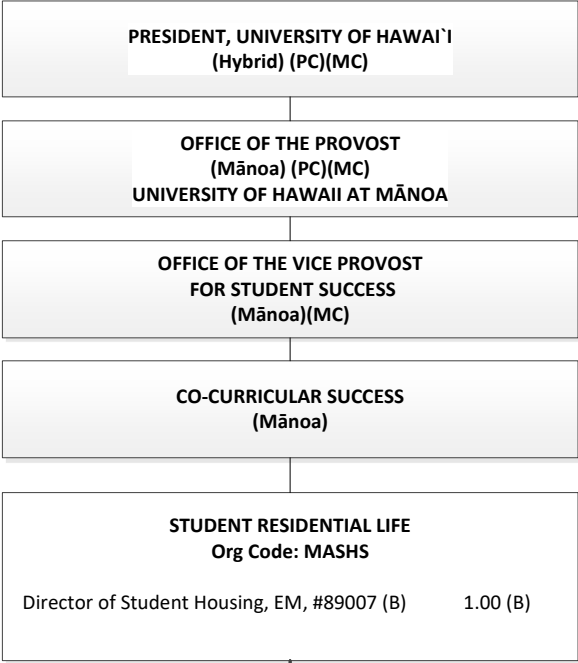 PRESIDENT, UNIVERSITY OF HAWAI`I
(Hybrid) (PC)(MC)
OFFICE OF THE PROVOST
(Mānoa) (PC)(MC)
UNIVERSITY OF HAWAII AT MĀNOA
OFFICE OF THE VICE PROVOST
FOR STUDENT SUCCESS
(Mānoa)(MC)
CO-CURRICULAR SUCCESS
(Mānoa)
STUDENT RESIDENTIAL LIFE
Org Code: MASHS
Director of Student Housing, EM, #89007 (B) 1.00 (B)